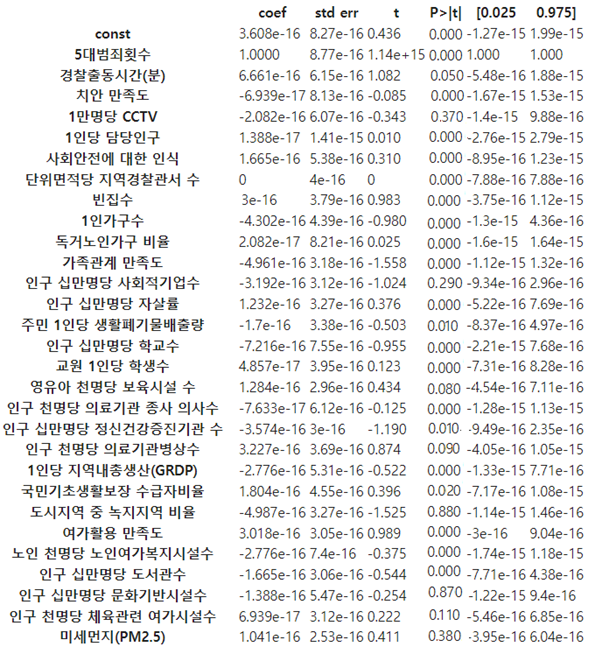 coef std err t P>|t| [0.025 0.975]
const 3.608e-16 8.27e-16 0.436 0.000 -1.27e-15 1.99e-15
5대범죄횟수 1.0000 8.77e-16 1.14e+15 0.000 1.000 1.000
경찰출동시간(분) 6.661e-16 6.15e-16 1.082 0.050 -5.48e-16 1.88e-15
치안 만족도 -6.939e-17 8.13e-16 -0.085 0.000 -1.67e-15 1.53e-15
1만명당 CCTV -2.082e-16 6.07e-16 -0.343 0.370 -1.4e-15 9.88e-16
1인당 담당인구 1.388e-17 1.41e-15 0.010 0.000 -2.76e-15 2.79e-15
사회안전에 대한 인식 1.665e-16 5.38e-16 0.310 0.000 -8.95e-16 1.23e-15
단위면적당 지역경찰관서 수 0 4e-16 0 0.000 -7.88e-16 7.88e-16
빈집수 3e-16 3.79e-16 0.983 0.000 -3.75e-16 1.12e-15
1인가구수 -4.302e-16 4.39e-16 -0.980 0.000 -1.3e-15 4.36e-16
독거노인가구 비율 2.082e-17 8.21e-16 0.025 0.000 -1.6e-15 1.64e-15
가족관계 만족도 -4.961e-16 3.18e-16 -1.558 0.000 -1.12e-15 1.32e-16
인구 십만명당 사회적기업수 -3.192e-16 3.12e-16 -1.024 0.290 -9.34e-16 2.96e-16
인구 십만명당 자살률 1.232e-16 3.27e-16 0.376 0.000 -5.22e-16 7.69e-16
주민 1인당 생활폐기물배출량 -1.7e-16 3.38e-16 -0.503 0.010 -8.37e-16 4.97e-16
인구 십만명당 학교수 -7.216e-16 7.55e-16 -0.955 0.000 -2.21e-15 7.68e-16
교원 1인당 학생수 4.857e-17 3.95e-16 0.123 0.000 -7.31e-16 8.28e-16
영유아 천명당 보육시설 수 1.284e-16 2.96e-16 0.434 0.080 -4.54e-16 7.11e-16
인구 천명당 의료기관 종사 의사수 -7.633e-17 6.12e-16 -0.125 0.000 -1.28e-15 1.13e-15
인구 십만명당 정신건강증진기관 수 -3.574e-16 3e-16 -1.190 0.010 -9.49e-16 2.35e-16
인구 천명당 의료기관병상수 3.227e-16 3.69e-16 0.874 0.090 -4.05e-16 1.05e-15
1인당 지역내총생산(GRDP) -2.776e-16 5.31e-16 -0.522 0.000 -1.33e-15 7.71e-16
국민기초생활보장 수급자비율 1.804e-16 4.55e-16 0.396 0.020 -7.17e-16 1.08e-15
도시지역 중 녹지지역 비율 -4.987e-16 3.27e-16 -1.525 0.880 -1.14e-15 1.46e-16
여가활용 만족도 3.018e-16 3.05e-16 0.989 0.000 -3e-16 9.04e-16
노인 천명당 노인여가복지시설수 -2.776e-16 7.4e-16 -0.375 0.000 -1.74e-15 1.18e-15
인구 십만명당 도서관수 -1.665e-16 3.06e-16 -0.544 0.000 -7.71e-16 4.38e-16
인구 십만명당 문화기반시설수 -1.388e-16 5.47e-16 -0.254 0.870 -1.22e-15 9.4e-16
인구 천명당 체육관련 여가시설수 6.939e-17 3.12e-16 0.222 0.110 -5.46e-16 6.85e-16
미세먼지(PM2.5) 1.041e-16 2.53e-16 0.411 0.380 -3.95e-16 6.04e-16